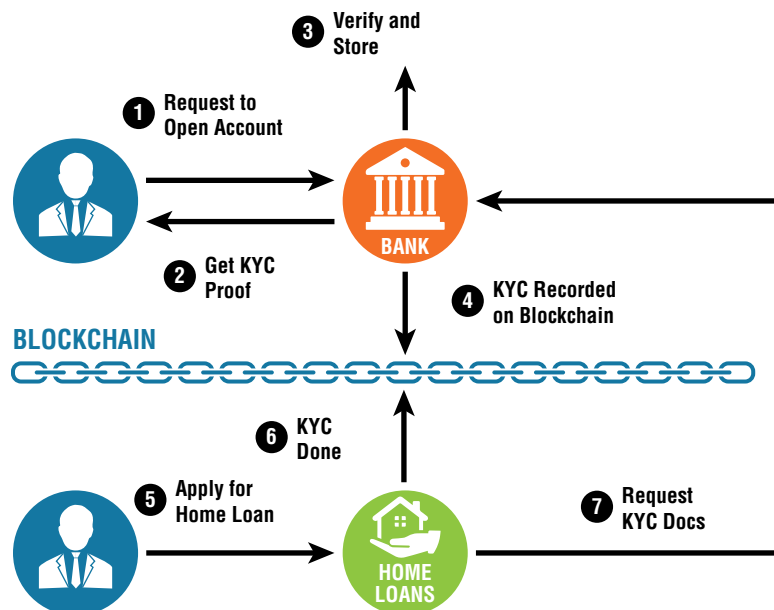 3 Verify and
Store
1 Request to
Open Account
BANK
2 Get KYC
Proof
4 KYC Recorded
on Blockchain
BLOCKCHAIN
6 KYC
Done
5 Apply for
Home Loan
7 Request
KYC Docs
HOME
LOANS